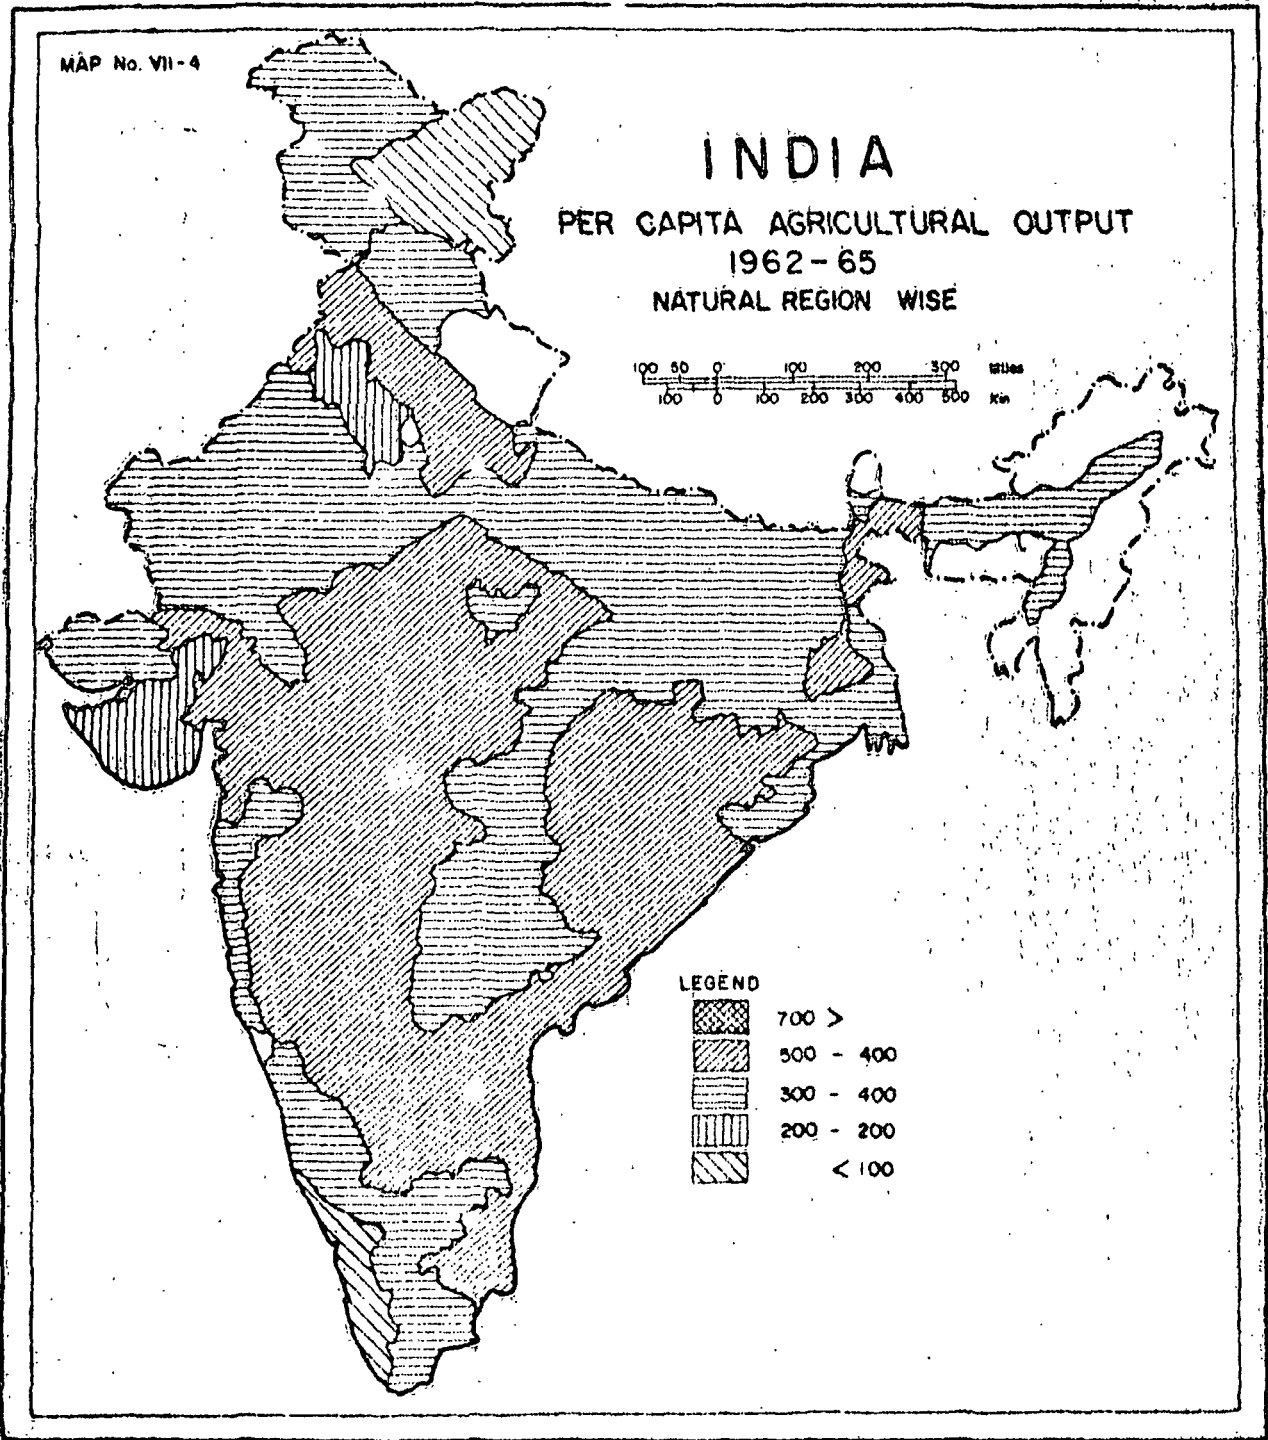 MAP No. VII-4
INDIA
PER CAPITA AGRICULTURAL OUTPUT
1962-65
NATURAL REGION WISE
100 50 0 100 200 300 Miles
100 0 100 200 300 400 500 Km
LEGEND
700 >
500 - 400
300 - 400
200 - 200
< 100